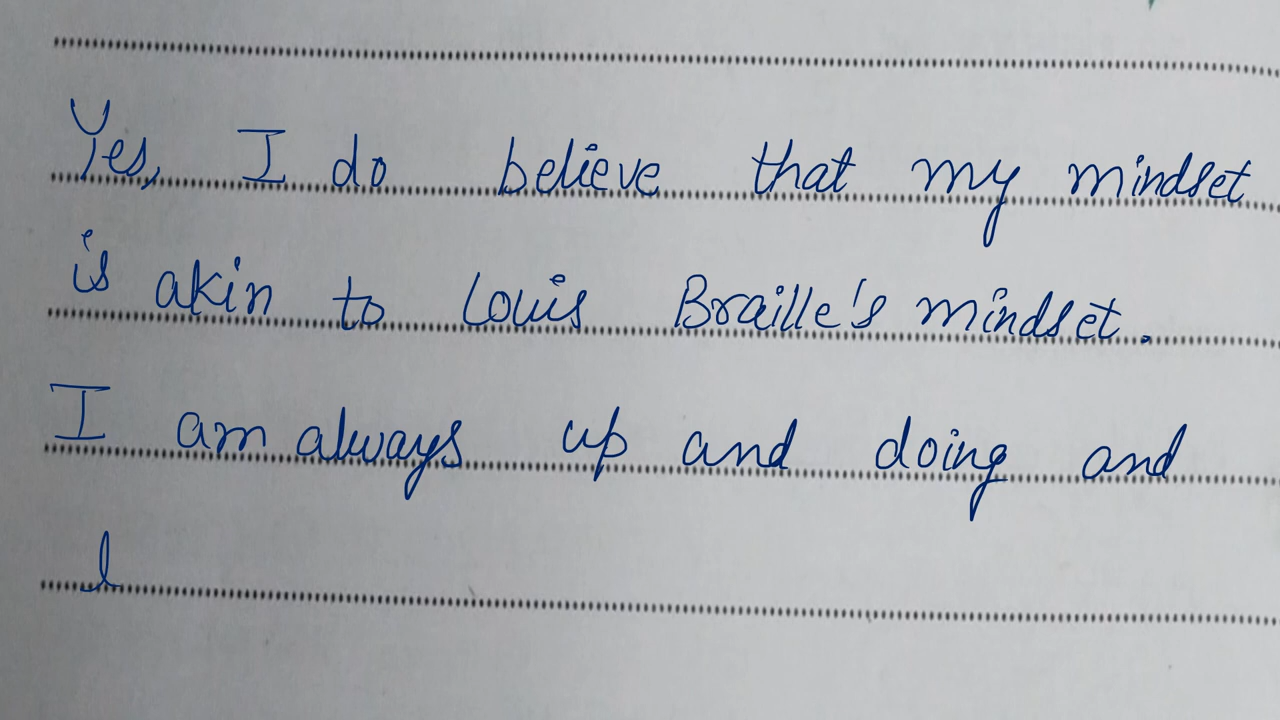 Yes, I do believe that my mindset
is akin to Louis Braille's mindset.
I am always up and doing and
I